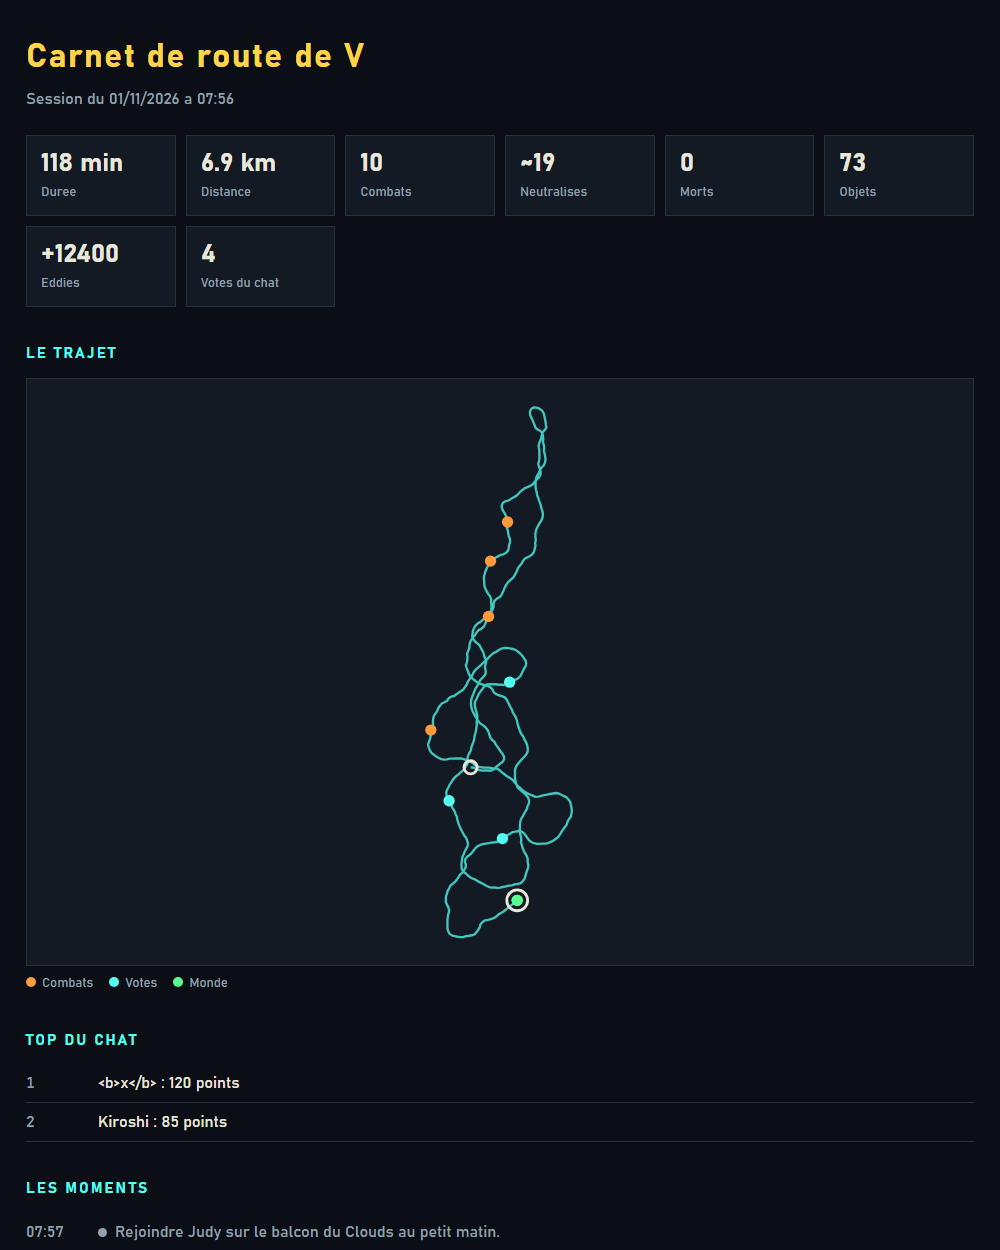 Carnet de route de V
Session du 01/11/2026 a 07:56
118 min
Duree
6.9 km
Distance
10
Combats
~19
Neutralises
0
Morts
73
Objets
+12400
Eddies
4
Votes du chat
LE TRAJET
Combats
Votes
Monde
TOP DU CHAT
1 <b>x</b> : 120 points
2 Kiroshi : 85 points
LES MOMENTS
07:57 Rejoindre Judy sur le balcon du Clouds au petit matin.